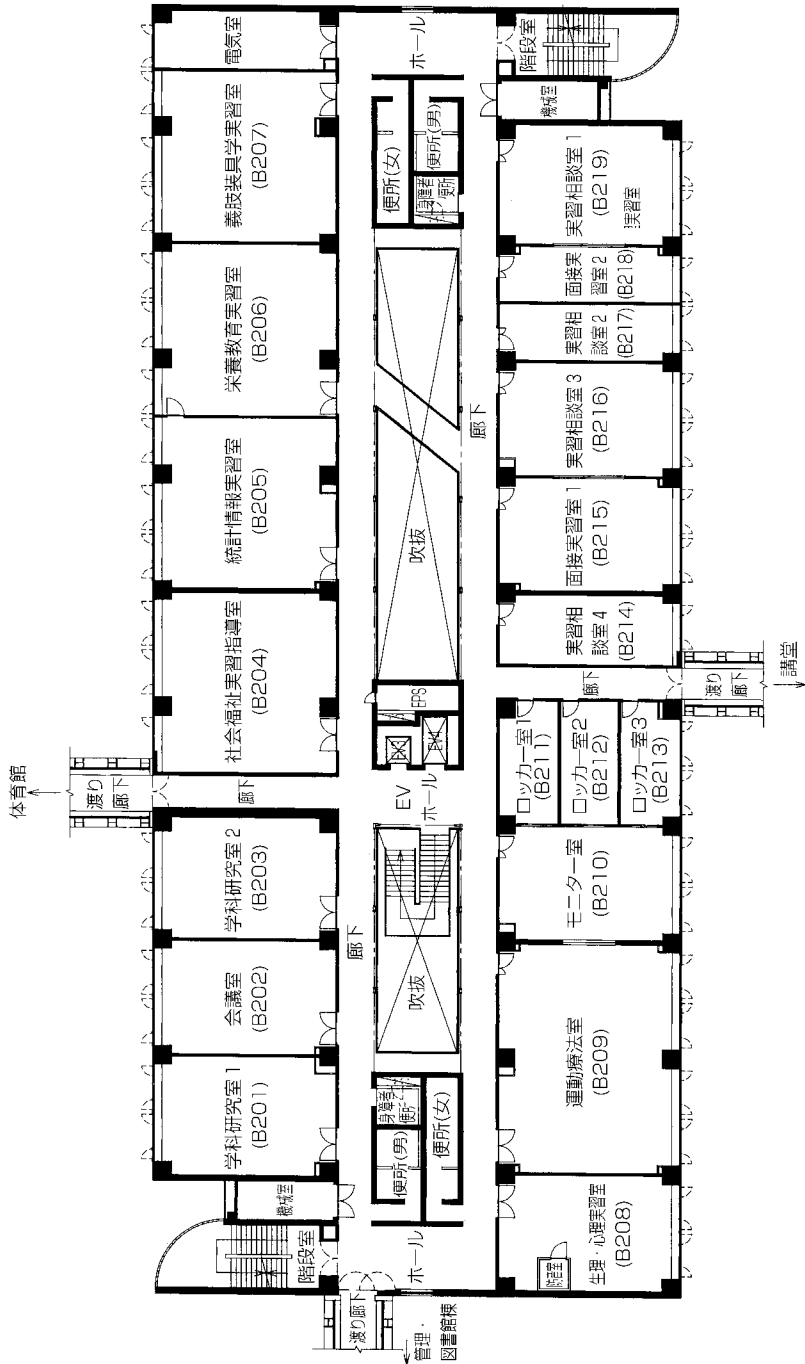 体育館
渡り
廊下
廊下
学科研究室 1
(B201)
会議室
(B202)
学科研究室 2
(B203)
社会福祉実習指導室
(B204)
統計情報実習室
(B205)
栄養教育実習室
(B206)
義肢装具学実習室
(B207)
電気室
機械室
階段室
ホール
渡り廊下
管理・
図書館棟
便所(男)
身障者
便所
便所(女)
廊下
吹抜
EV
ホール
EPS
吹抜
廊下
便所(女)
身障者
便所
便所(男)
ホール
階段室
機械室
生理・心理実習室
(B208)
防音室
運動療法室
(B209)
モニター室
(B210)
ロッカー室1
(B211)
ロッカー室2
(B212)
ロッカー室3
(B213)
廊下
渡り
廊下
講堂
実習相
談室 4
(B214)
面接実習室 1
(B215)
実習相談室 3
(B216)
実習相
談室 2
(B217)
面接実
習室 2
(B218)
実習相談室 1
(B219)
実習室